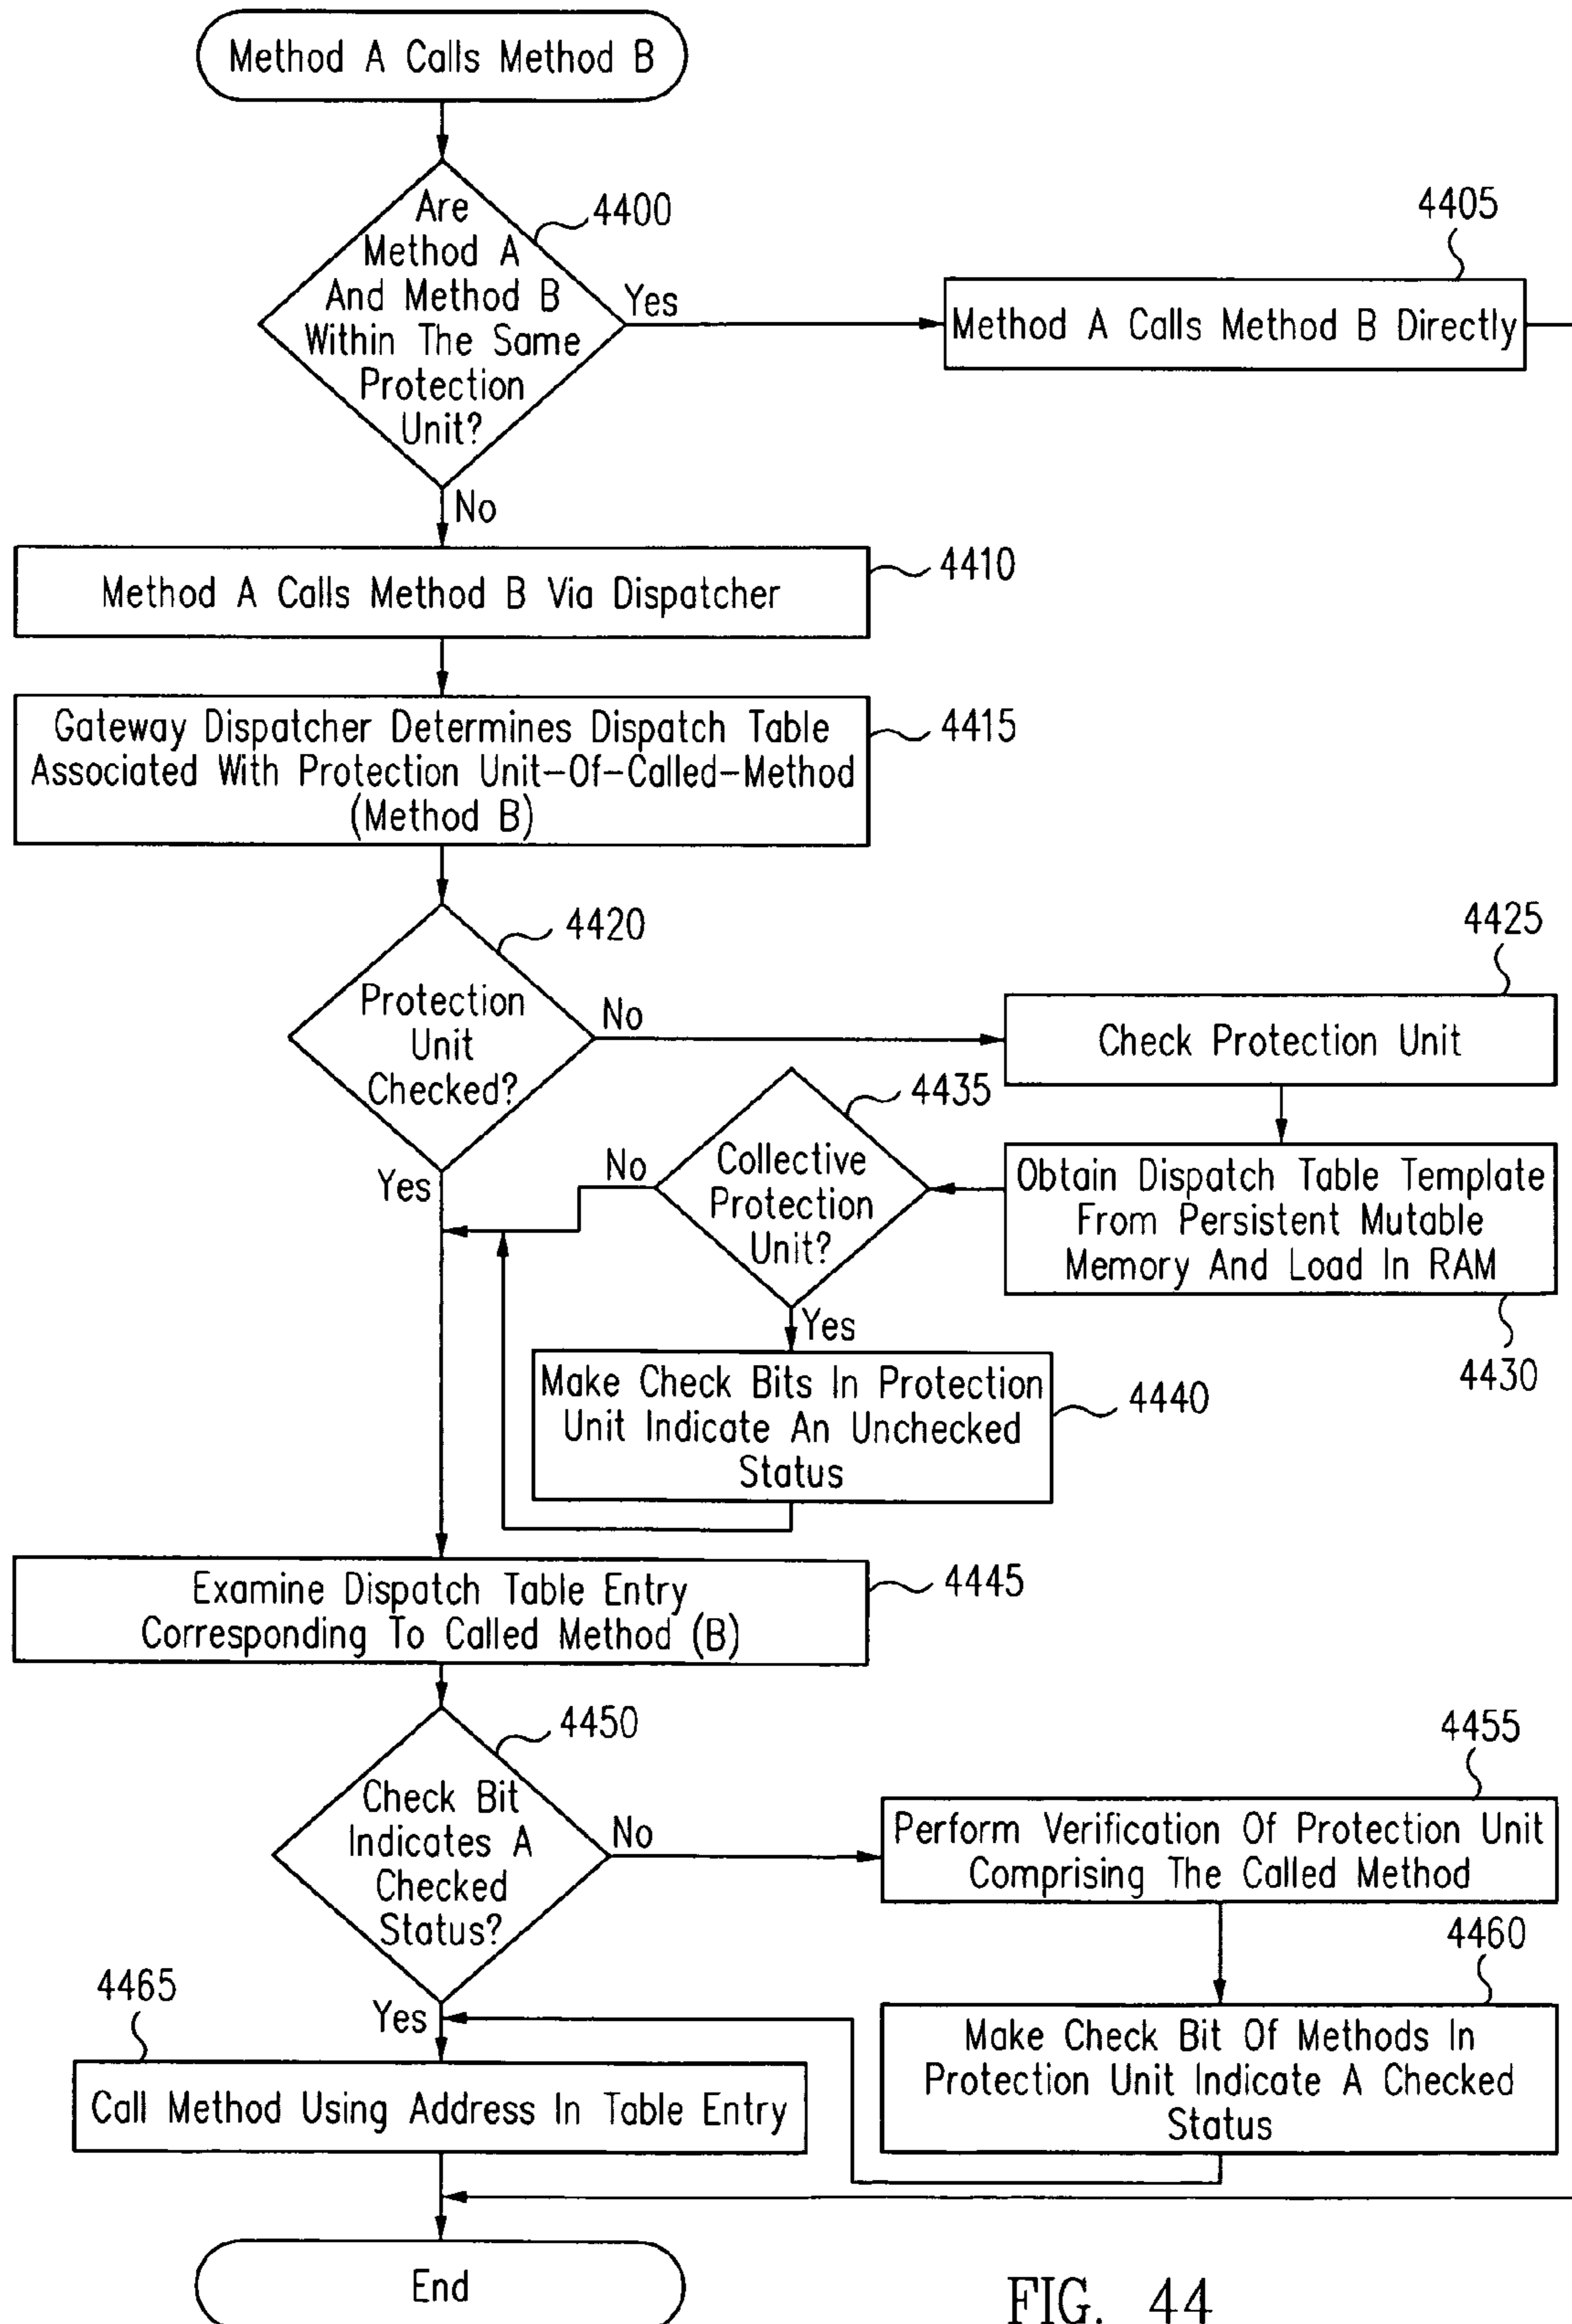 Method A Calls Method B
Are
Method A
And Method B
Within The Same
Protection
Unit?
4400
Yes
4405
Method A Calls Method B Directly
No
Method A Calls Method B Via Dispatcher
4410
Gateway Dispatcher Determines Dispatch Table
Associated With Protection Unit-Of-Called-Method
(Method B)
4415
4420
Protection
Unit
Checked?
No
4425
Check Protection Unit
Yes
4435
Collective
Protection
Unit?
No
Obtain Dispatch Table Template
From Persistent Mutable
Memory And Load In RAM
4430
Yes
Make Check Bits In Protection
Unit Indicate An Unchecked
Status
4440
Examine Dispatch Table Entry
Corresponding To Called Method (B)
4445
4450
Check Bit
Indicates A
Checked
Status?
No
4455
Perform Verification Of Protection Unit
Comprising The Called Method
4460
Make Check Bit Of Methods In
Protection Unit Indicate A Checked
Status
Yes
4465
Call Method Using Address In Table Entry
End
FIG. 44